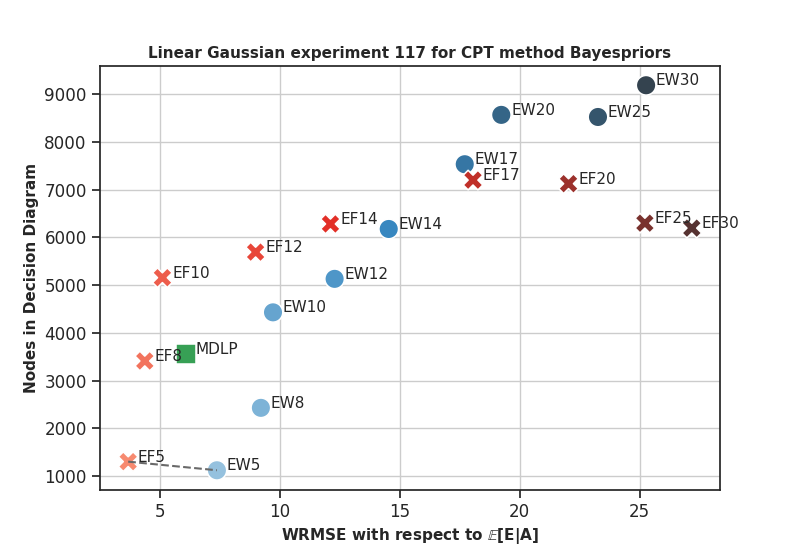 Linear Gaussian experiment 117 for CPT method Bayespriors
Nodes in Decision Diagram
9000
8000
7000
6000
5000
4000
3000
2000
1000
EW30
EW20
EW25
EW17
EF17
EF20
EF14
EW14
EF25
EF30
EF12
EF10
EW12
EW10
MDLP
EF8
EW8
EF5
EW5
5
10
15
20
25
WRMSE with respect to 𝔼[E|A]